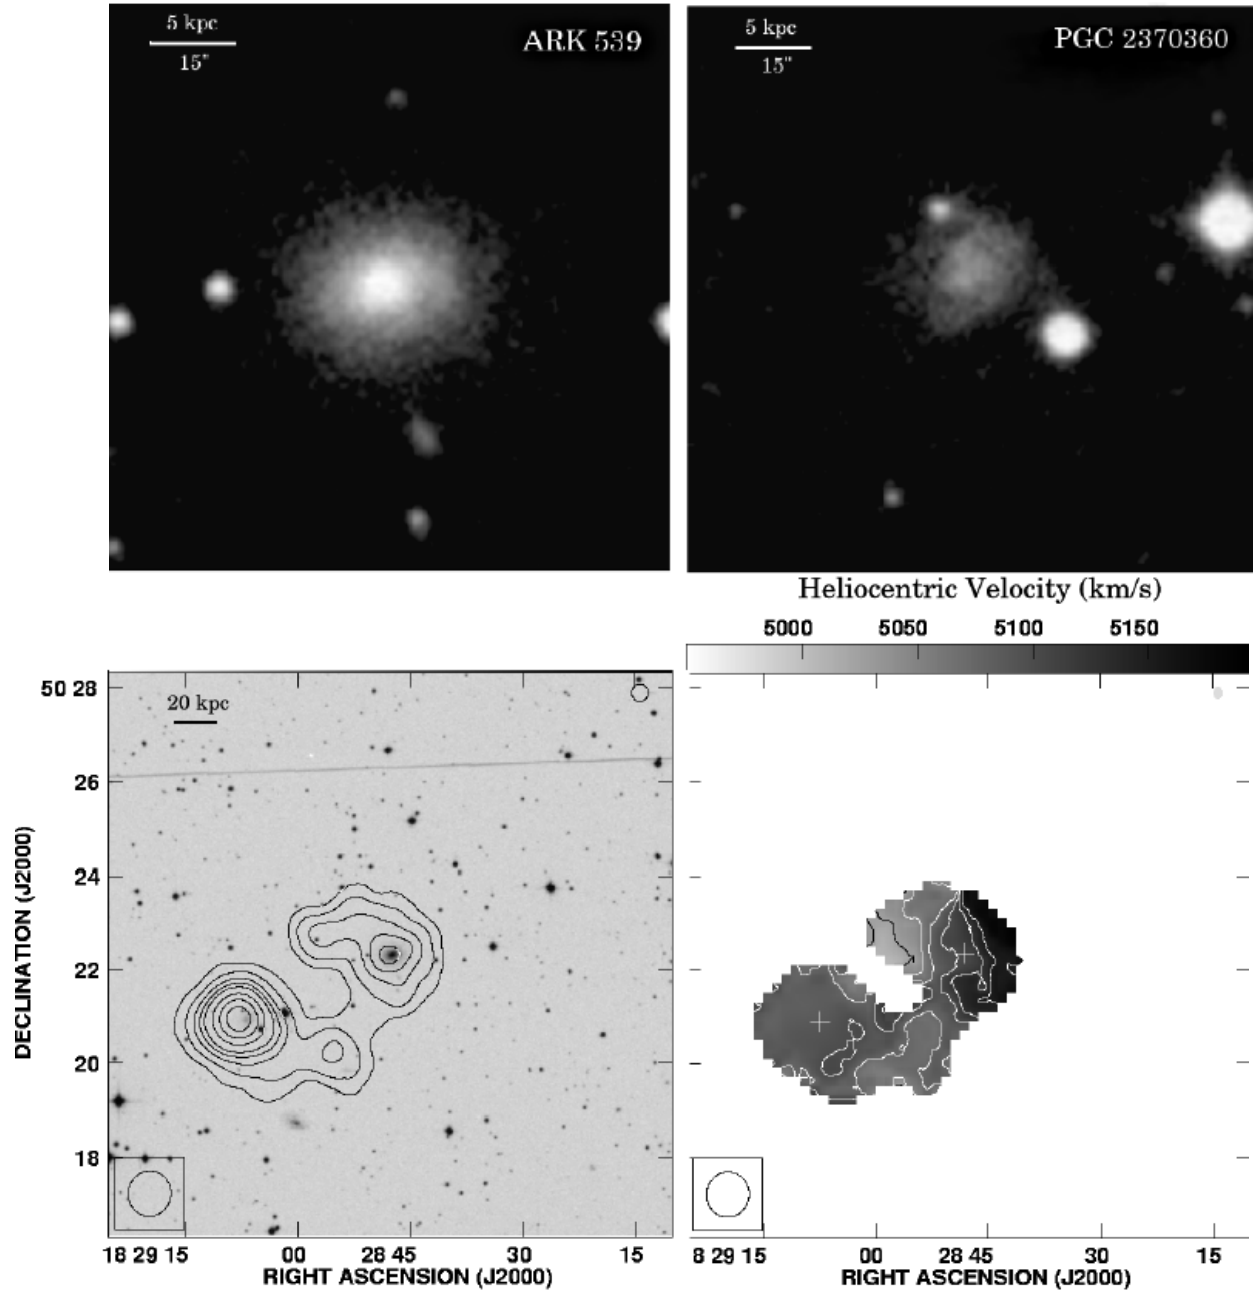 5 kpc
15"
ARK 539
5 kpc
15"
PGC 2370360
Heliocentric Velocity (km/s)
5000 5050 5100 5150
50 28
26
24
22
20
18
20 kpc
DECLINATION (J2000)
18 29 15 00 28 45 30 15
RIGHT ASCENSION (J2000)
8 29 15 00 28 45 30 15
RIGHT ASCENSION (J2000)